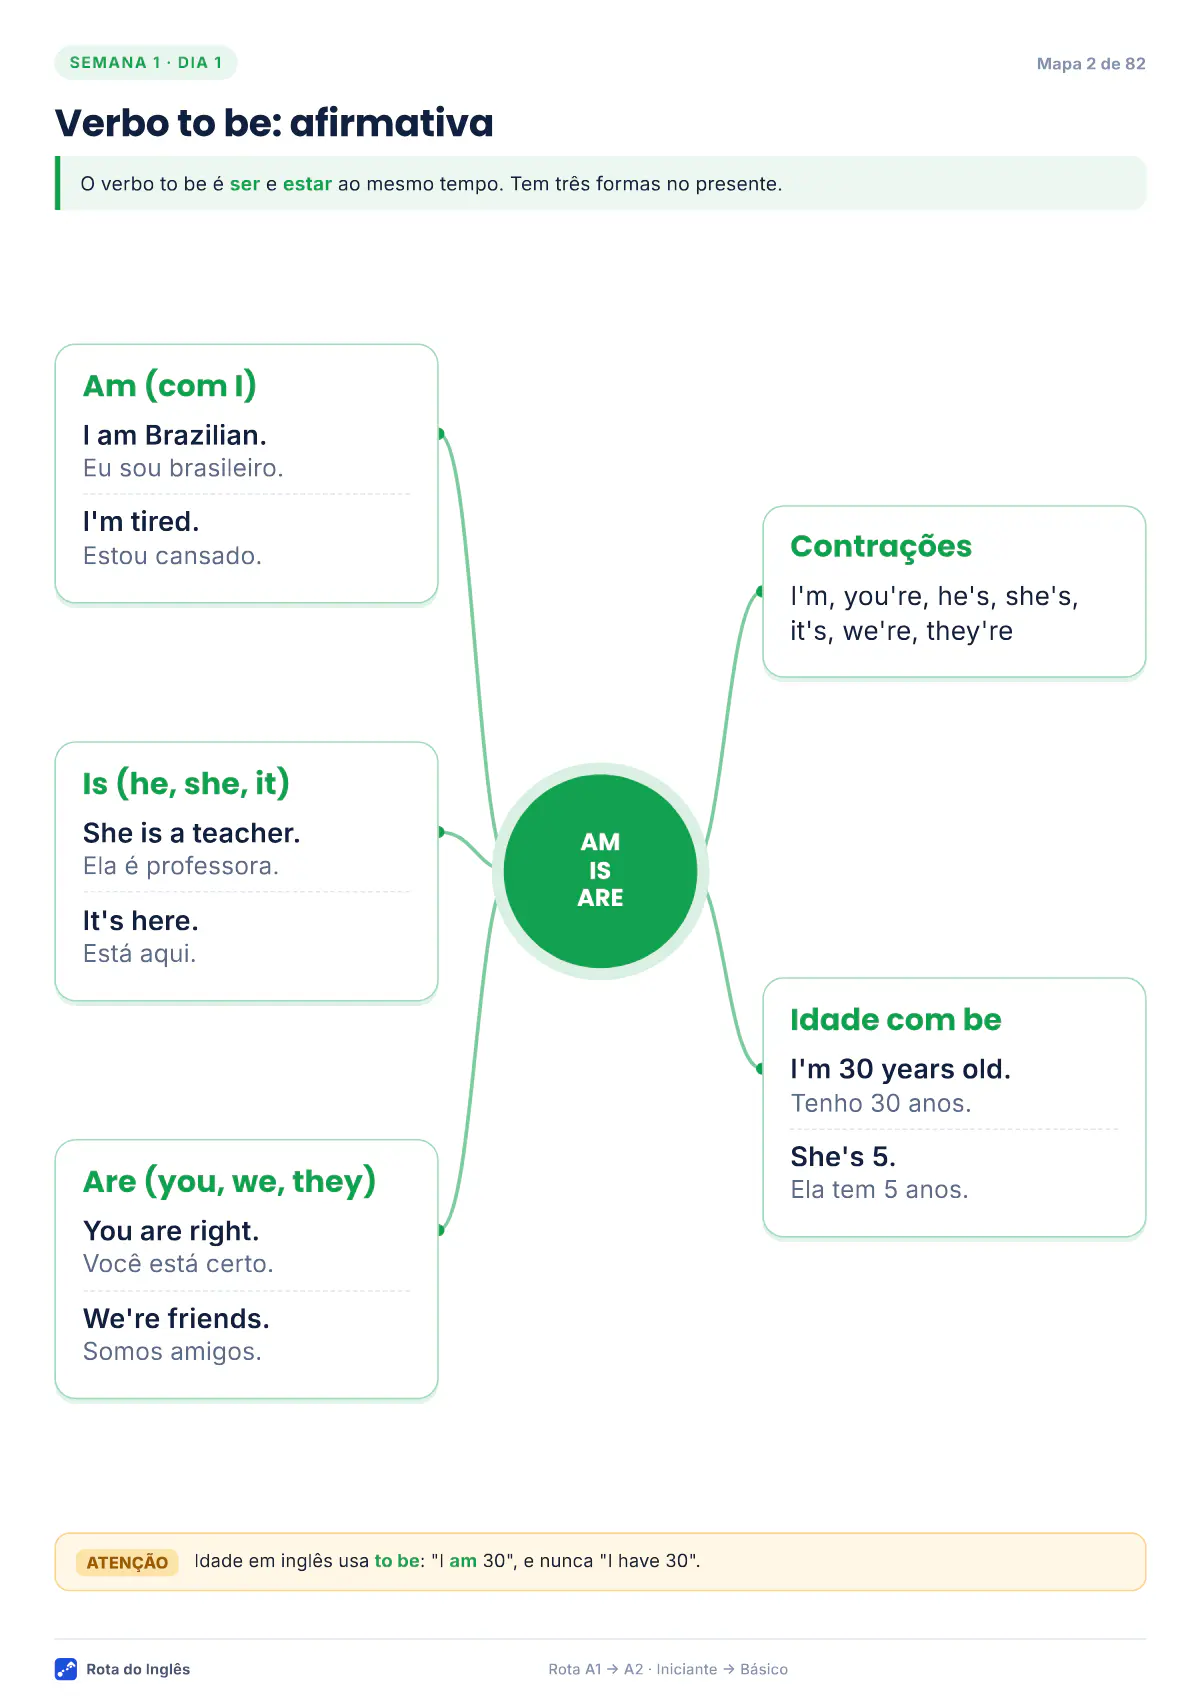 SEMANA 1 · DIA 1
Mapa 2 de 82
Verbo to be: afirmativa
O verbo to be é ser e estar ao mesmo tempo. Tem três formas no presente.
Am (com I)
I am Brazilian.
Eu sou brasileiro.
I'm tired.
Estou cansado.
Is (he, she, it)
She is a teacher.
Ela é professora.
It's here.
Está aqui.
Are (you, we, they)
You are right.
Você está certo.
We're friends.
Somos amigos.
AM
IS
ARE
Contrações
I'm, you're, he's, she's,
it's, we're, they're
Idade com be
I'm 30 years old.
Tenho 30 anos.
She's 5.
Ela tem 5 anos.
ATENÇÃO Idade em inglês usa to be: "I am 30", e nunca "I have 30".
Rota do Inglês
Rota A1 → A2 · Iniciante → Básico